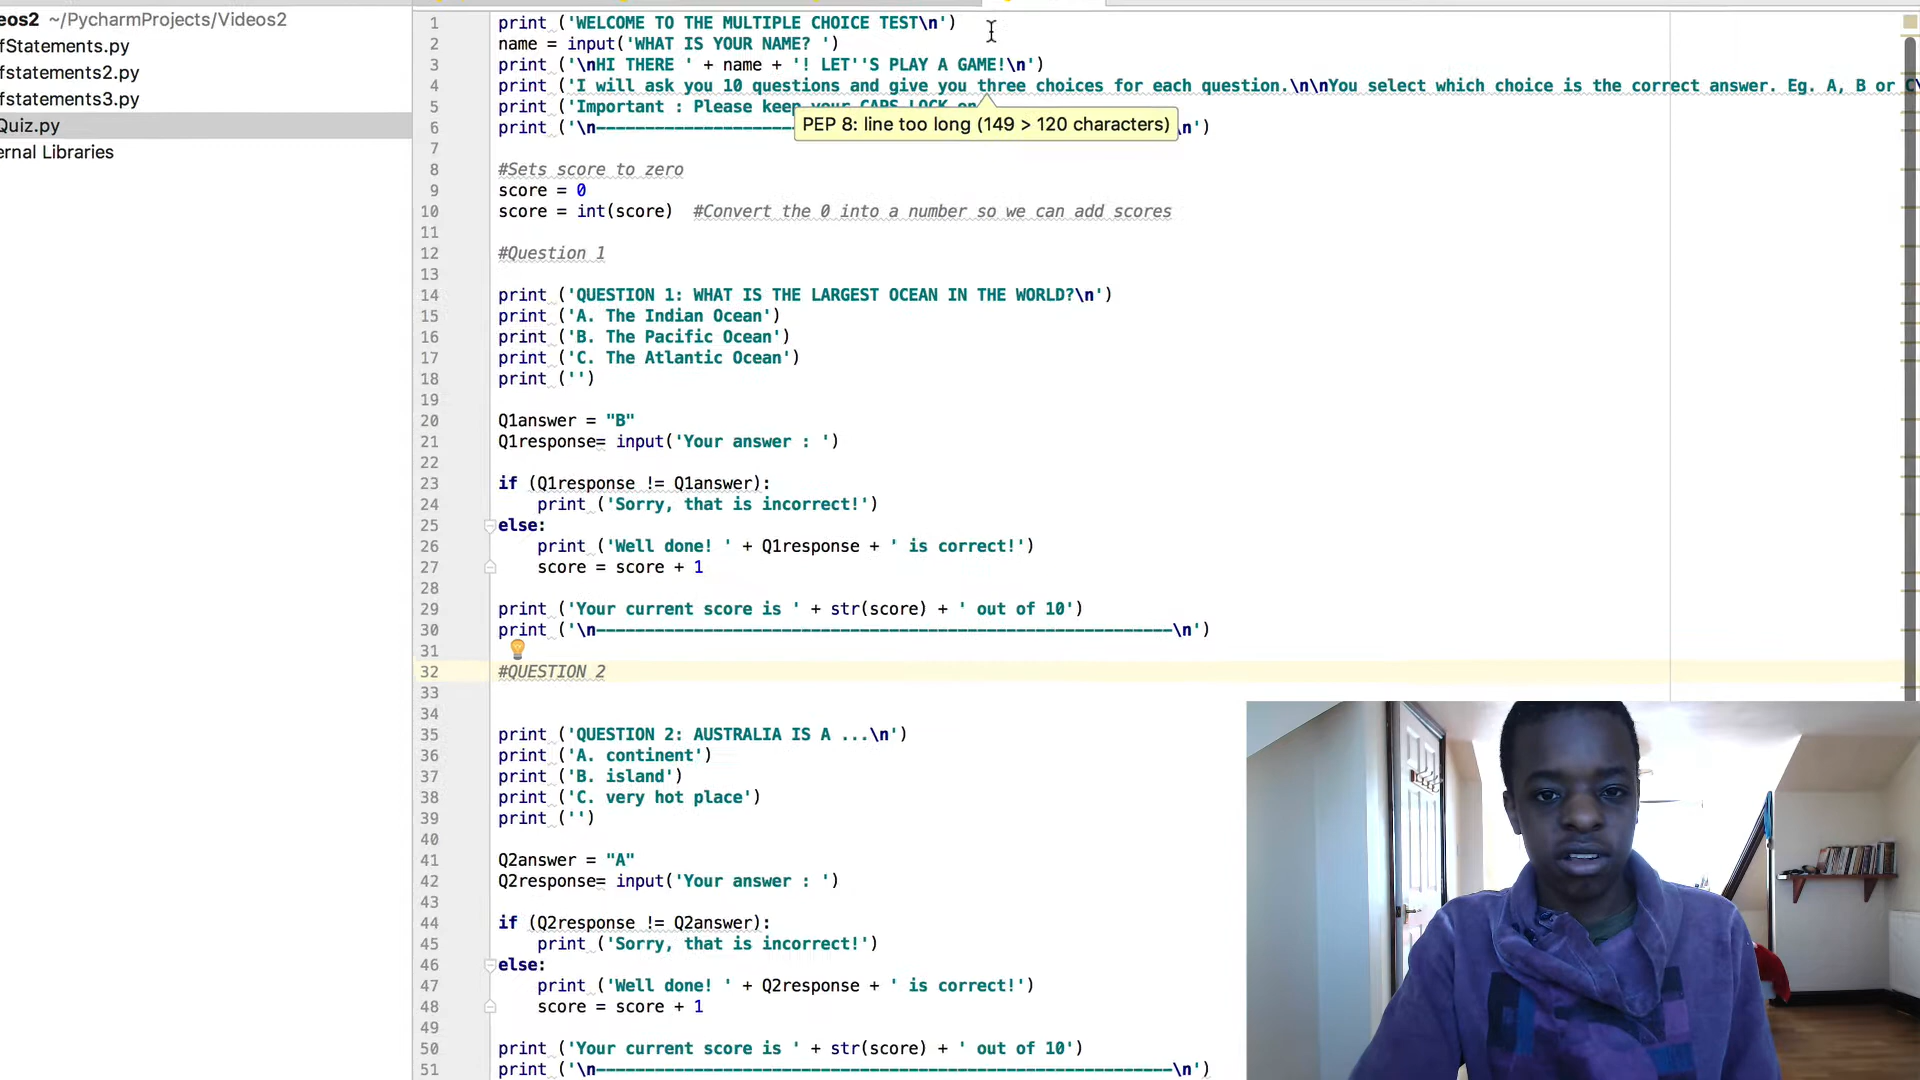 eos2 ~/PycharmProjects/Videos2
fStatements.py
fstatements2.py
fstatements3.py
Quiz.py
ernal Libraries
1 print ('WELCOME TO THE MULTIPLE CHOICE TEST\n')
2 name = input('WHAT IS YOUR NAME? ')
3 print ('\nHI THERE ' + name + '! LET''S PLAY A GAME!\n')
4 print ('I will ask you 10 questions and give you three choices for each question.\n\nYou select which choice is the correct answer. Eg. A, B or C\
5 print ('Important : Please keep your CAPS LOCK on
PEP 8: line too long (149 > 120 characters)
6 print ('\n-------------------- \n')
7
8 #Sets score to zero
9 score = 0
10 score = int(score) #Convert the 0 into a number so we can add scores
11
12 #Question 1
13
14 print ('QUESTION 1: WHAT IS THE LARGEST OCEAN IN THE WORLD?\n')
15 print ('A. The Indian Ocean')
16 print ('B. The Pacific Ocean')
17 print ('C. The Atlantic Ocean')
18 print ('')
19
20 Q1answer = "B"
21 Q1response= input('Your answer : ')
22
23 if (Q1response != Q1answer):
24 print ('Sorry, that is incorrect!')
25 else:
26 print ('Well done! ' + Q1response + ' is correct!')
27 score = score + 1
28
29 print ('Your current score is ' + str(score) + ' out of 10')
30 print ('\n-----------------------------------------------------------\n')
31
32 #QUESTION 2
33
34
35 print ('QUESTION 2: AUSTRALIA IS A ...\n')
36 print ('A. continent')
37 print ('B. island')
38 print ('C. very hot place')
39 print ('')
40
41 Q2answer = "A"
42 Q2response= input('Your answer : ')
43
44 if (Q2response != Q2answer):
45 print ('Sorry, that is incorrect!')
46 else:
47 print ('Well done! ' + Q2response + ' is correct!')
48 score = score + 1
49
50 print ('Your current score is ' + str(score) + ' out of 10')
51 print ('\n-----------------------------------------------------------\n')